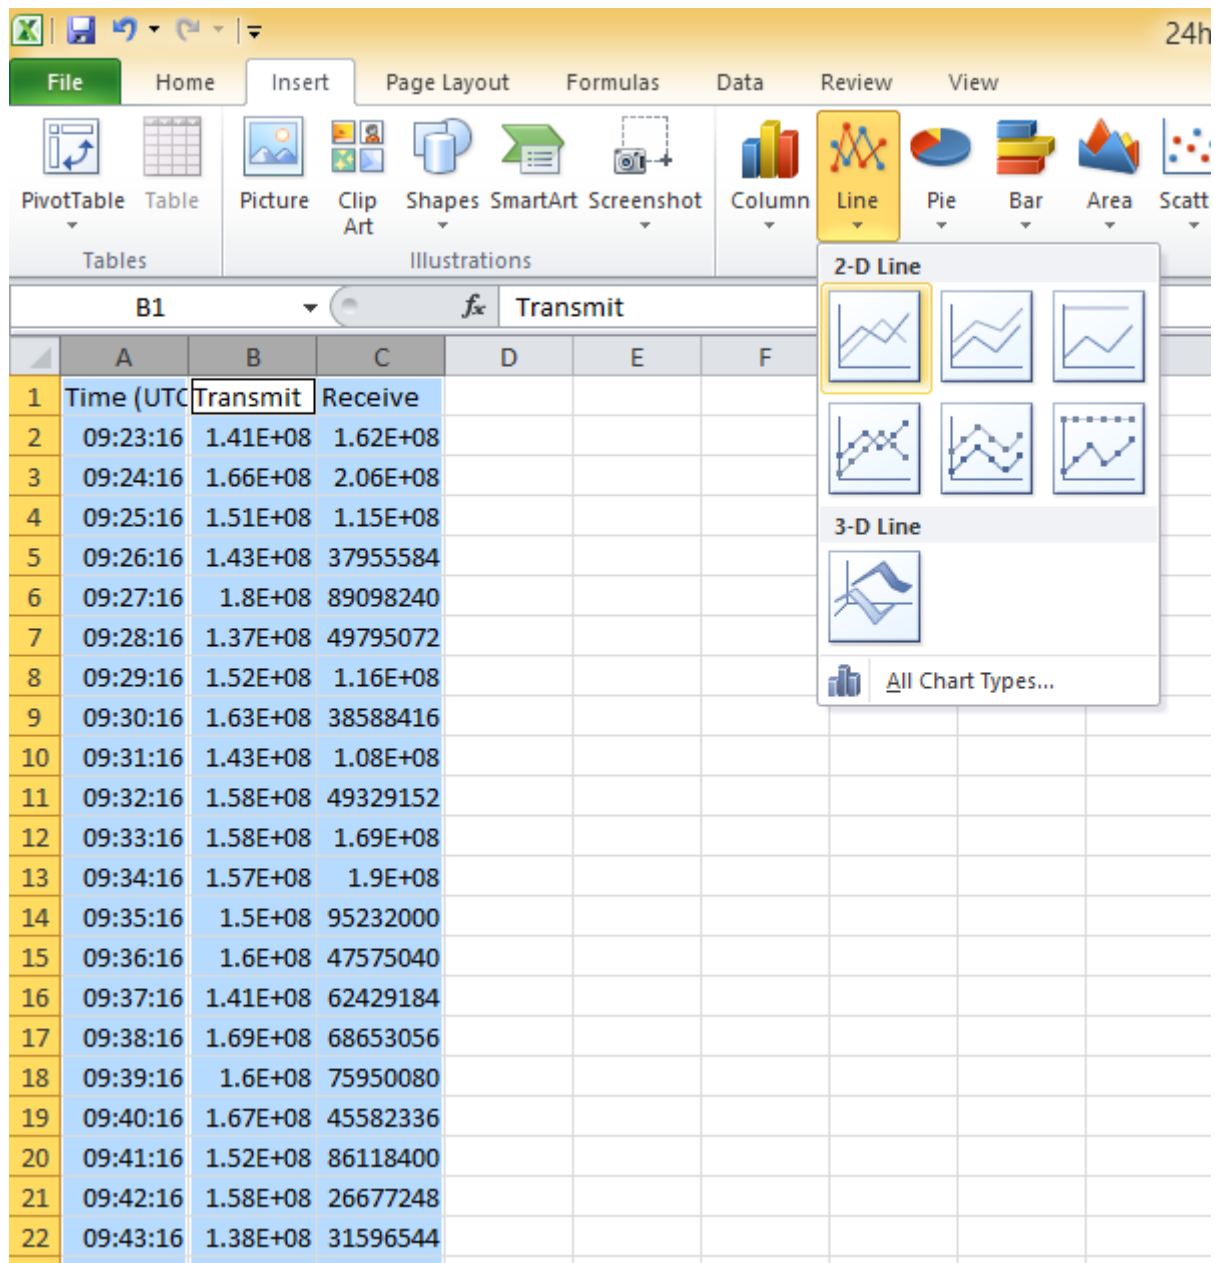 24h
File Home Insert Page Layout Formulas Data Review View
PivotTable Table Picture Clip Art Shapes SmartArt Screenshot Column Line Pie Bar Area Scatt
Tables Illustrations
B1 fx Transmit
2-D Line
3-D Line
All Chart Types...
A B C D E F
1 Time (UTC Transmit Receive
2 09:23:16 1.41E+08 1.62E+08
3 09:24:16 1.66E+08 2.06E+08
4 09:25:16 1.51E+08 1.15E+08
5 09:26:16 1.43E+08 37955584
6 09:27:16 1.8E+08 89098240
7 09:28:16 1.37E+08 49795072
8 09:29:16 1.52E+08 1.16E+08
9 09:30:16 1.63E+08 38588416
10 09:31:16 1.43E+08 1.08E+08
11 09:32:16 1.58E+08 49329152
12 09:33:16 1.58E+08 1.69E+08
13 09:34:16 1.57E+08 1.9E+08
14 09:35:16 1.5E+08 95232000
15 09:36:16 1.6E+08 47575040
16 09:37:16 1.41E+08 62429184
17 09:38:16 1.69E+08 68653056
18 09:39:16 1.6E+08 75950080
19 09:40:16 1.67E+08 45582336
20 09:41:16 1.52E+08 86118400
21 09:42:16 1.58E+08 26677248
22 09:43:16 1.38E+08 31596544